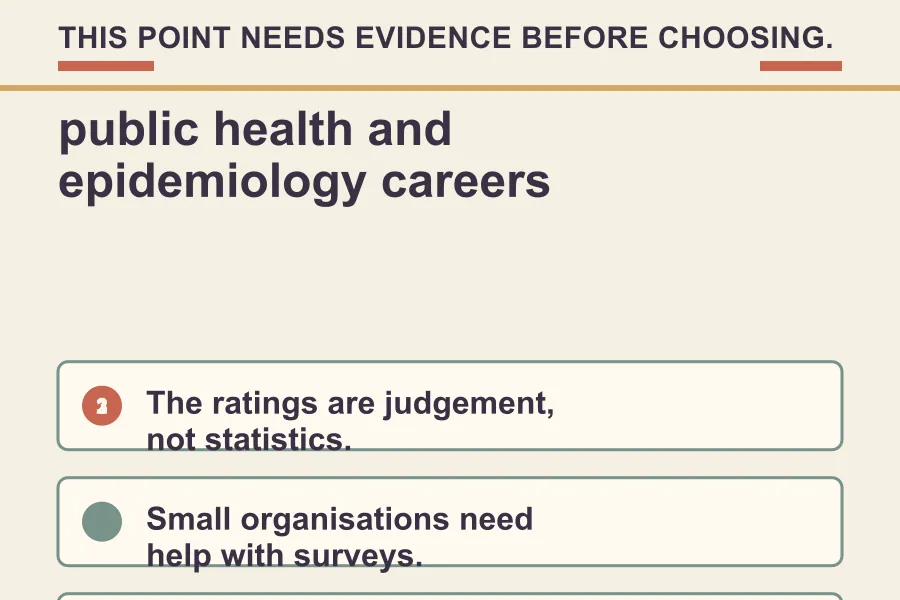 THIS POINT NEEDS EVIDENCE BEFORE CHOOSING.
public health and
epidemiology careers
The ratings are judgement,
not statistics.
Small organisations need
help with surveys.